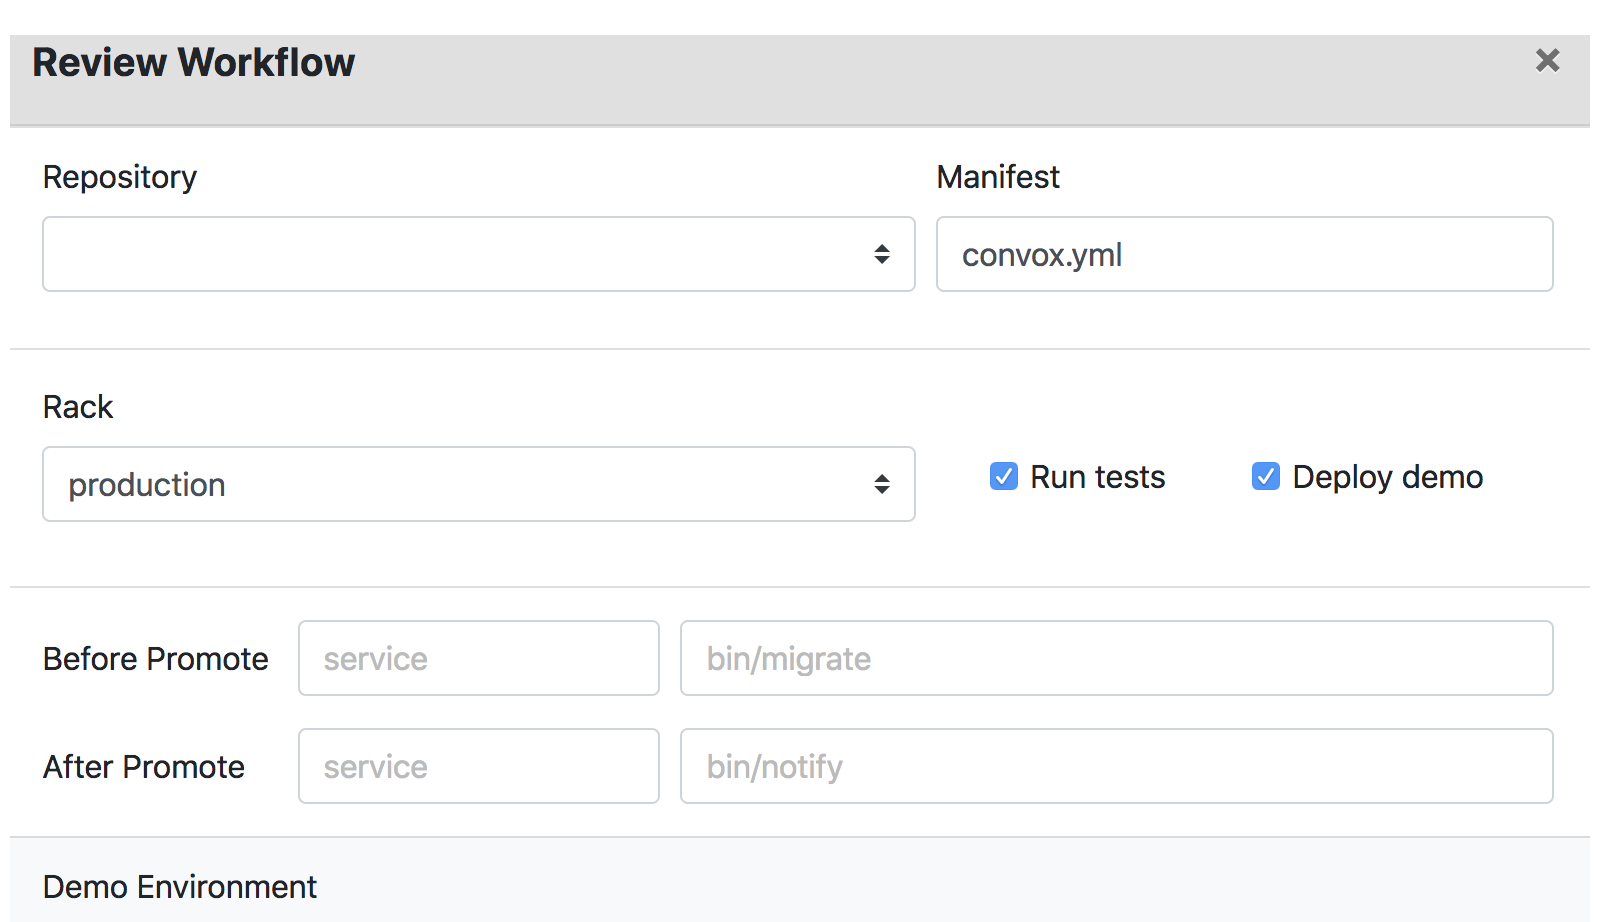 Review Workflow
Repository
Manifest
convox.yml
Rack
production
Run tests
Deploy demo
Before Promote
service
bin/migrate
After Promote
service
bin/notify
Demo Environment